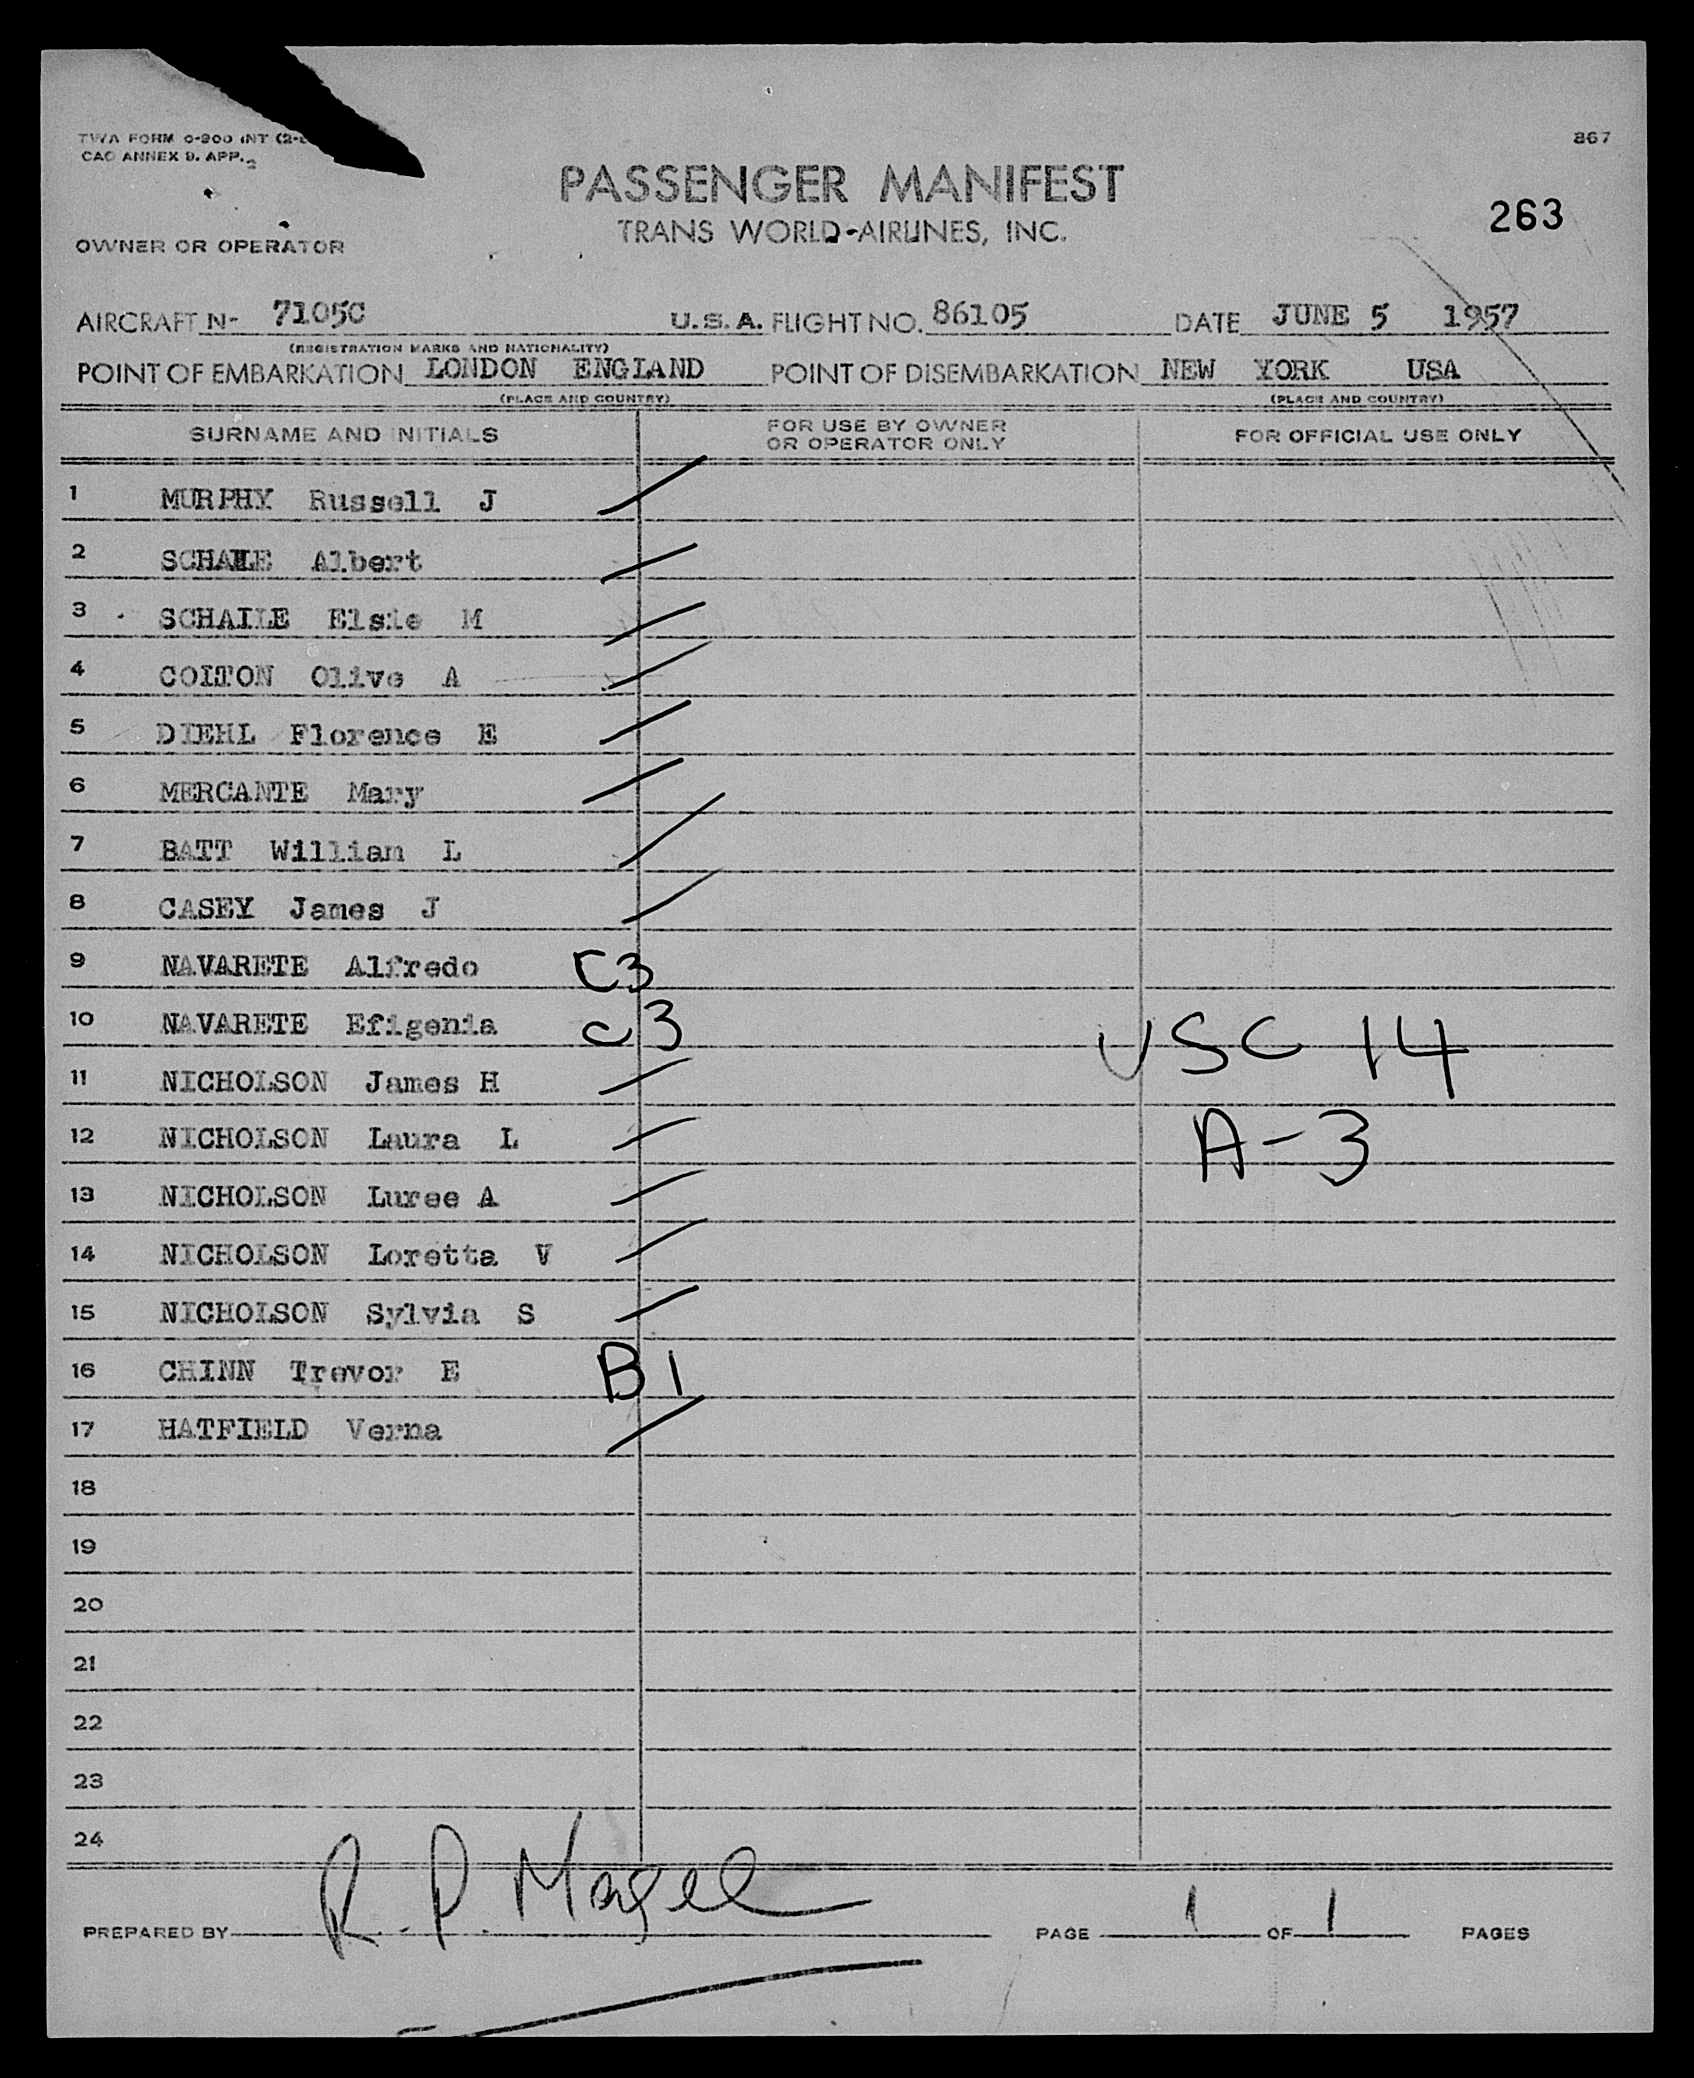 TWA FORM 0-900 INT (2-
CAO ANNEX 9. APP. 2
867
PASSENGER MANIFEST
TRANS WORLD AIRLINES, INC.
263
OWNER OR OPERATOR
AIRCRAFT N- 7105C U.S.A. FLIGHT NO. 86105 DATE JUNE 5 1957
(REGISTRATION MARKS AND NATIONALITY)
POINT OF EMBARKATION LONDON ENGLAND POINT OF DISEMBARKATION NEW YORK USA
(PLACE AND COUNTRY) (PLACE AND COUNTRY)
SURNAME AND INITIALS FOR USE BY OWNER OR OPERATOR ONLY FOR OFFICIAL USE ONLY
1 MURPHY Russell J
2 Albert
3 SCHAILE Elsie M
4 COLTON Olive A
5 DIEHL Florence E
6 MERCANTE Mary
7 BATT William L
8 CASEY James J
9 NAVARETE Alfredo C3
10 NAVARETE Efigenia C3 USC 14
11 NICHOLSON James H
12 NICHOLSON Laura L A-3
13 NICHOLSON Luree A
14 NICHOLSON Loretta V
15 NICHOLSON Sylvia S
16 CHINN Trevor E B1
17 HATFIELD Verna
18
19
20
21
22
23
24
PREPARED BY R. P. Magee PAGE 1 OF 1 PAGES